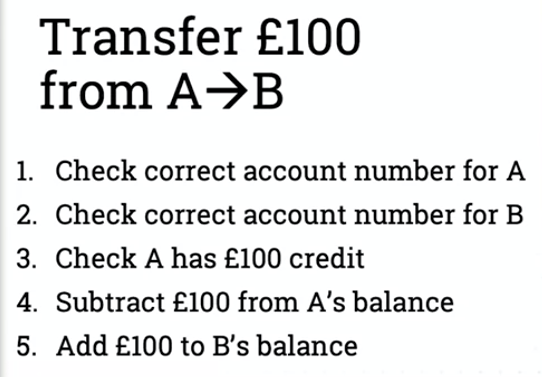 Transfer £100
from A→B
1. Check correct account number for A
2. Check correct account number for B
3. Check A has £100 credit
4. Subtract £100 from A’s balance
5. Add £100 to B’s balance